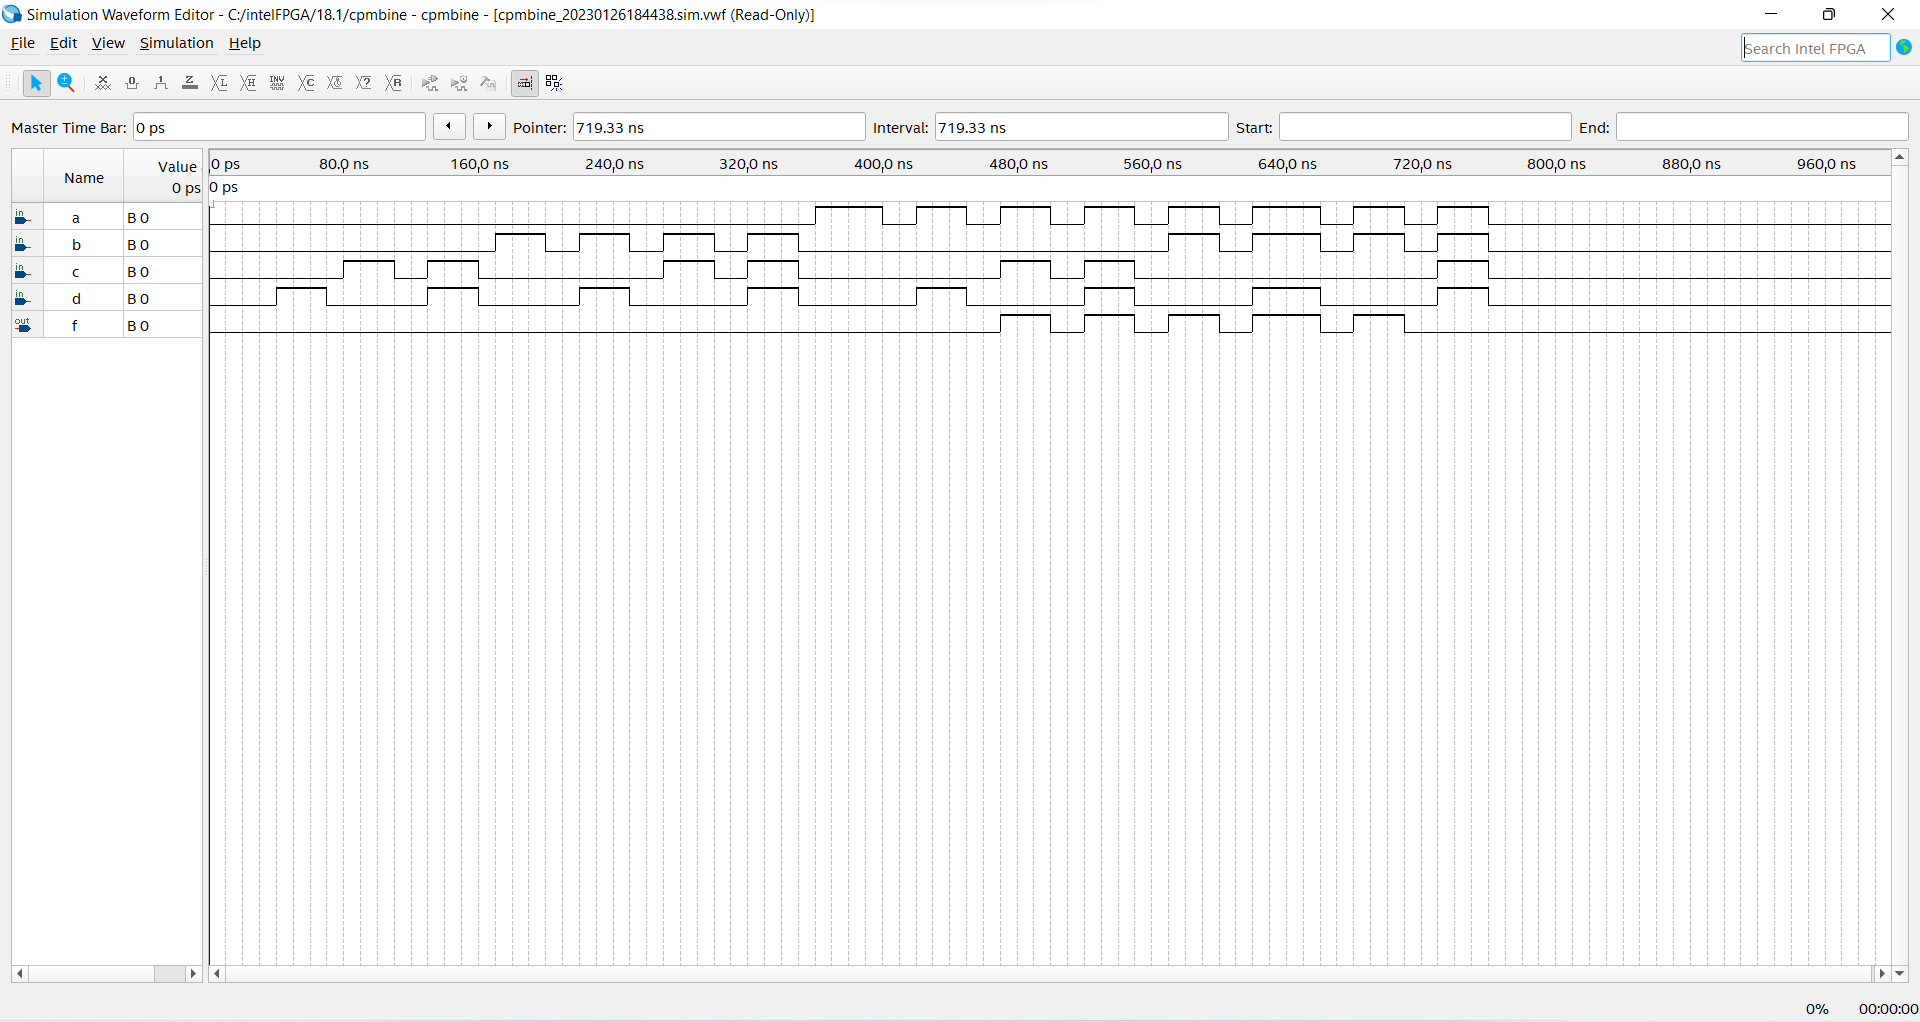 Simulation Waveform Editor - C:/intelFPGA/18.1/cpmbine - cpmbine - [cpmbine_20230126184438.sim.vwf (Read-Only)]
File Edit View Simulation Help
Search Intel FPGA
Master Time Bar: 0 ps Pointer: 719.33 ns Interval: 719.33 ns Start: End:
Name Value 0 ps
0 ps 80,0 ns 160,0 ns 240,0 ns 320,0 ns 400,0 ns 480,0 ns 560,0 ns 640,0 ns 720,0 ns 800,0 ns 880,0 ns 960,0 ns
0 ps
in a B 0
in b B 0
in c B 0
in d B 0
out f B 0
0% 00:00:00